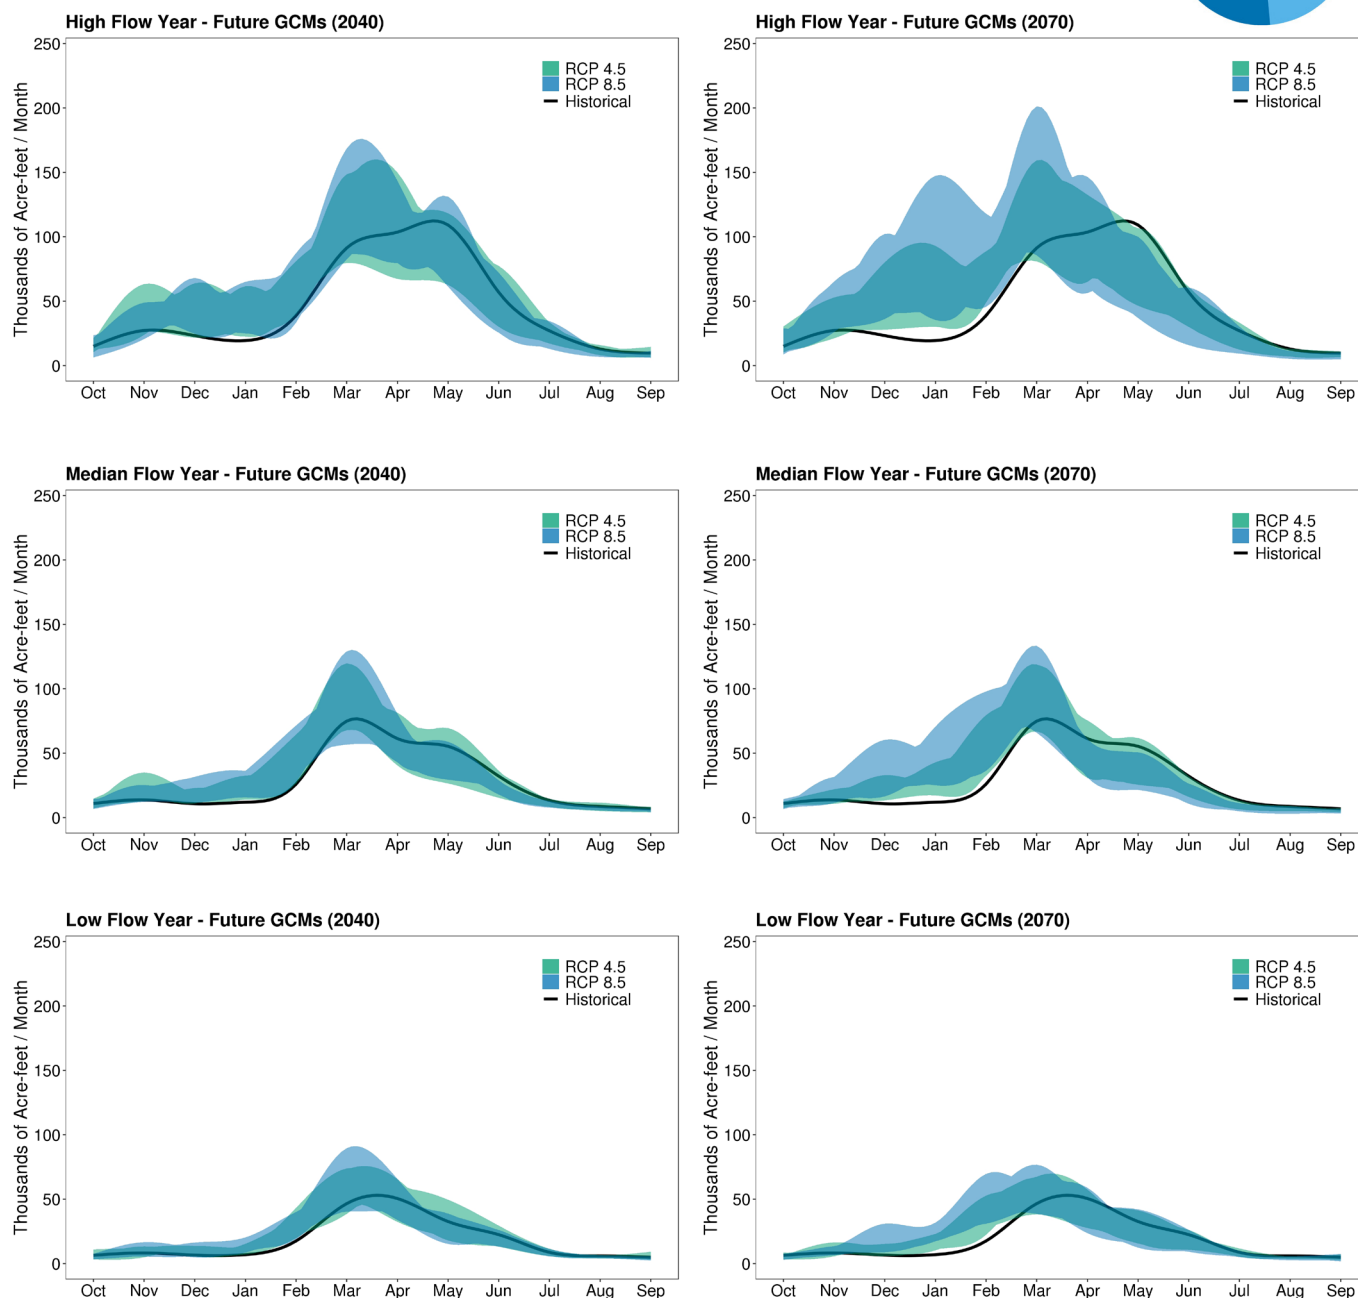 High Flow Year - Future GCMs (2040)
250
200
150
100
50
0
Thousands of Acre-feet / Month
RCP 4.5
RCP 8.5
Historical
Oct Nov Dec Jan Feb Mar Apr May Jun Jul Aug Sep
High Flow Year - Future GCMs (2070)
250
200
150
100
50
0
Thousands of Acre-feet / Month
RCP 4.5
RCP 8.5
Historical
Oct Nov Dec Jan Feb Mar Apr May Jun Jul Aug Sep
Median Flow Year - Future GCMs (2040)
250
200
150
100
50
0
Thousands of Acre-feet / Month
RCP 4.5
RCP 8.5
Historical
Oct Nov Dec Jan Feb Mar Apr May Jun Jul Aug Sep
Median Flow Year - Future GCMs (2070)
250
200
150
100
50
0
Thousands of Acre-feet / Month
RCP 4.5
RCP 8.5
Historical
Oct Nov Dec Jan Feb Mar Apr May Jun Jul Aug Sep
Low Flow Year - Future GCMs (2040)
250
200
150
100
50
0
Thousands of Acre-feet / Month
RCP 4.5
RCP 8.5
Historical
Oct Nov Dec Jan Feb Mar Apr May Jun Jul Aug Sep
Low Flow Year - Future GCMs (2070)
250
200
150
100
50
0
Thousands of Acre-feet / Month
RCP 4.5
RCP 8.5
Historical
Oct Nov Dec Jan Feb Mar Apr May Jun Jul Aug Sep